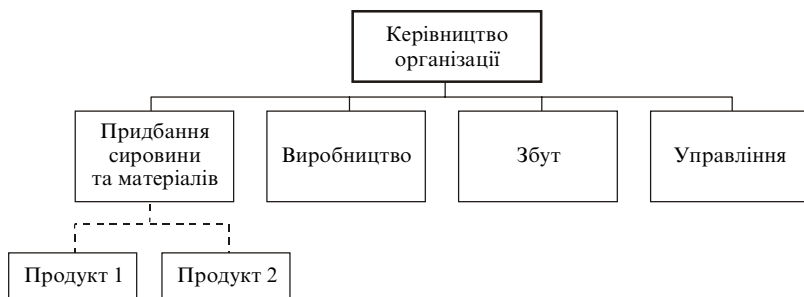 Керівництво
організації
Придбання
сировини
та матеріалів
Виробництво
Збут
Управління
Продукт 1
Продукт 2